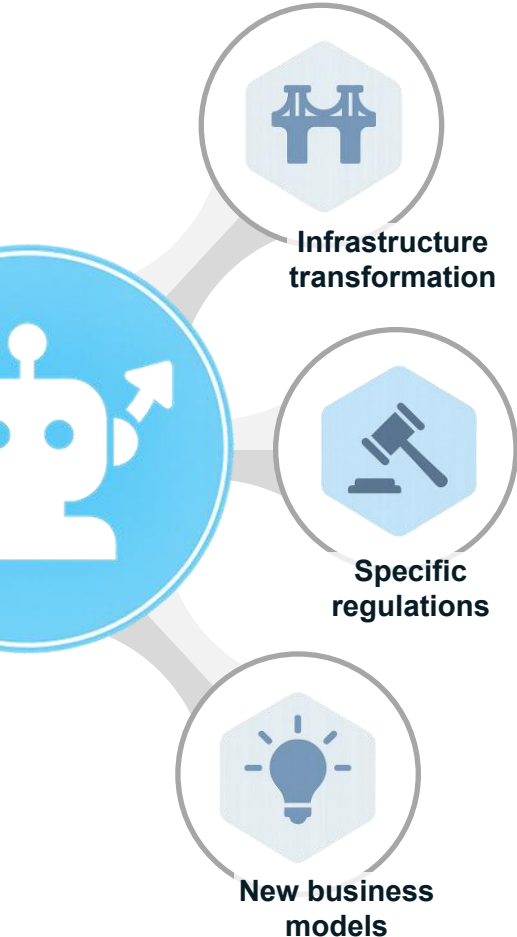 Infrastructure
transformation
Specific
regulations
New business
models